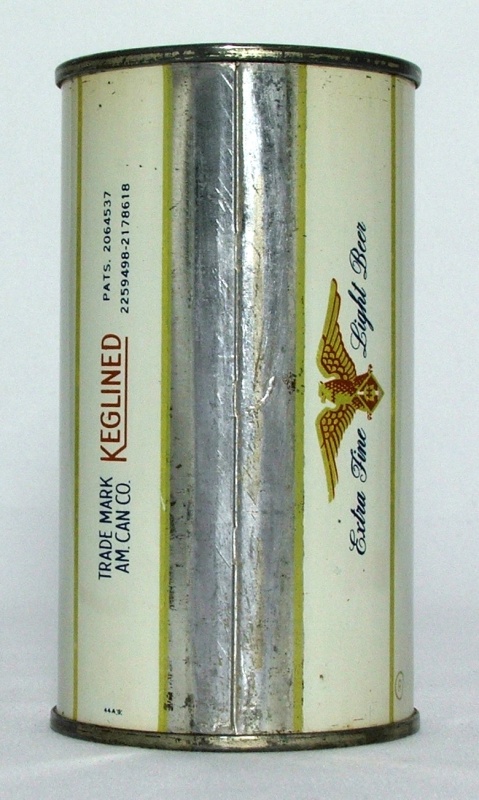 TRADE MARK
AM. CAN CO.
KEGLINED
PATS. 2064537
2259498-2178618
Extra Fine Light Beer